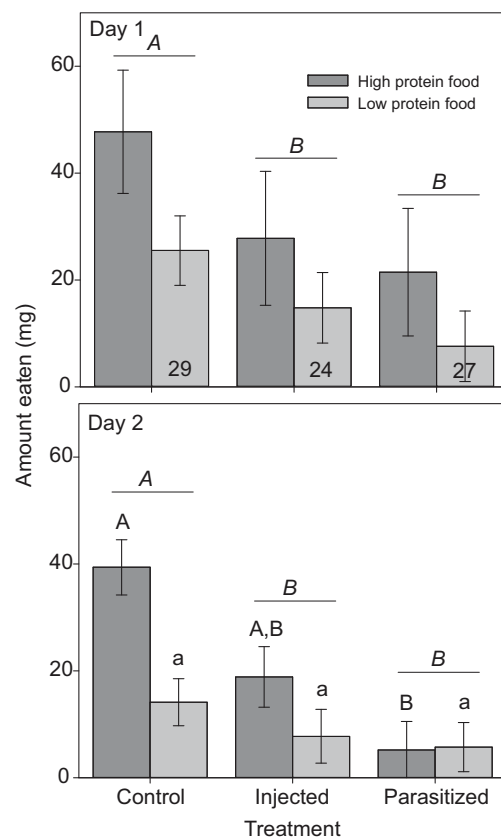 Day 1
A
60
High protein food
Low protein food
B
B
40
20
0
29
24
27
Amount eaten (mg)
Day 2
60
A
A
40
B
A,B
B
20
a
a
B
a
0
Control
Injected
Parasitized
Treatment